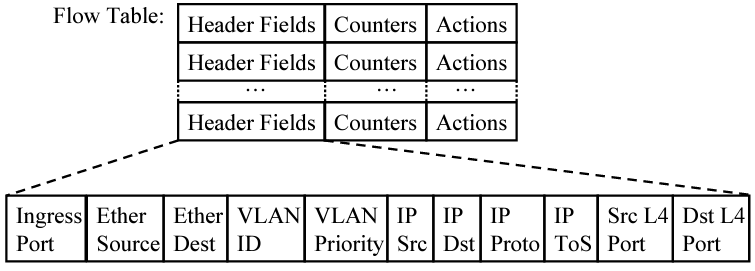 Flow Table: Header Fields Counters Actions
Header Fields Counters Actions
... ... ...
Header Fields Counters Actions
Ingress Ether Ether VLAN VLAN IP IP IP IP Src L4 Dst L4
Port Source Dest ID Priority Src Dst Proto ToS Port Port